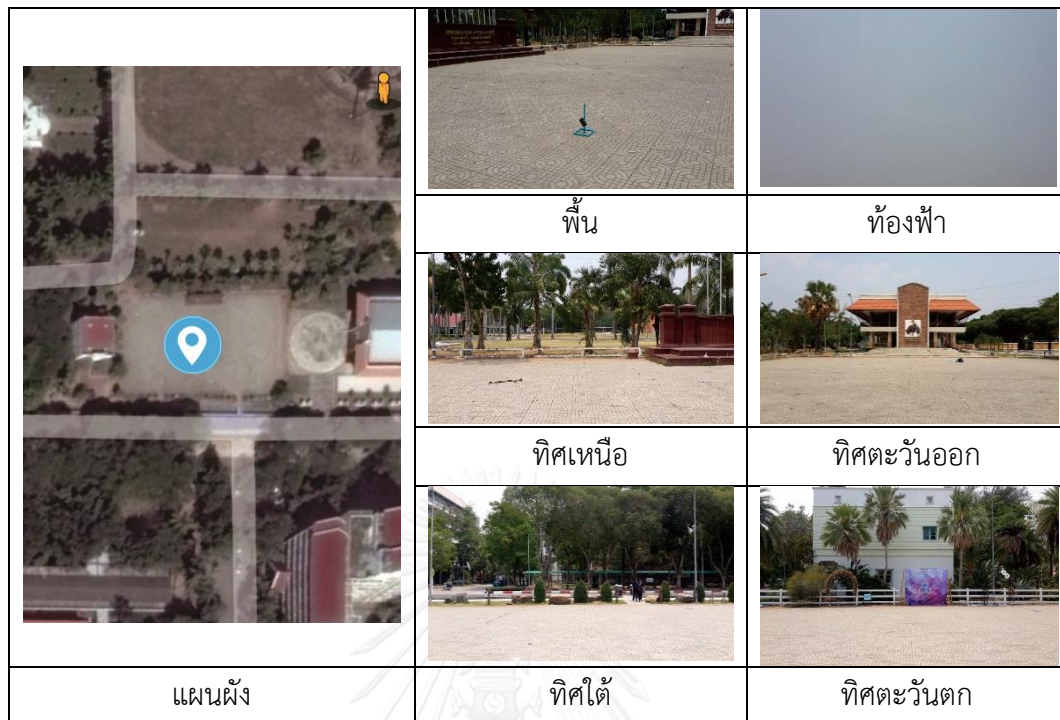 พื้น
ท้องฟ้า
ทิศเหนือ
ทิศตะวันออก
แผนผัง
ทิศใต้
ทิศตะวันตก